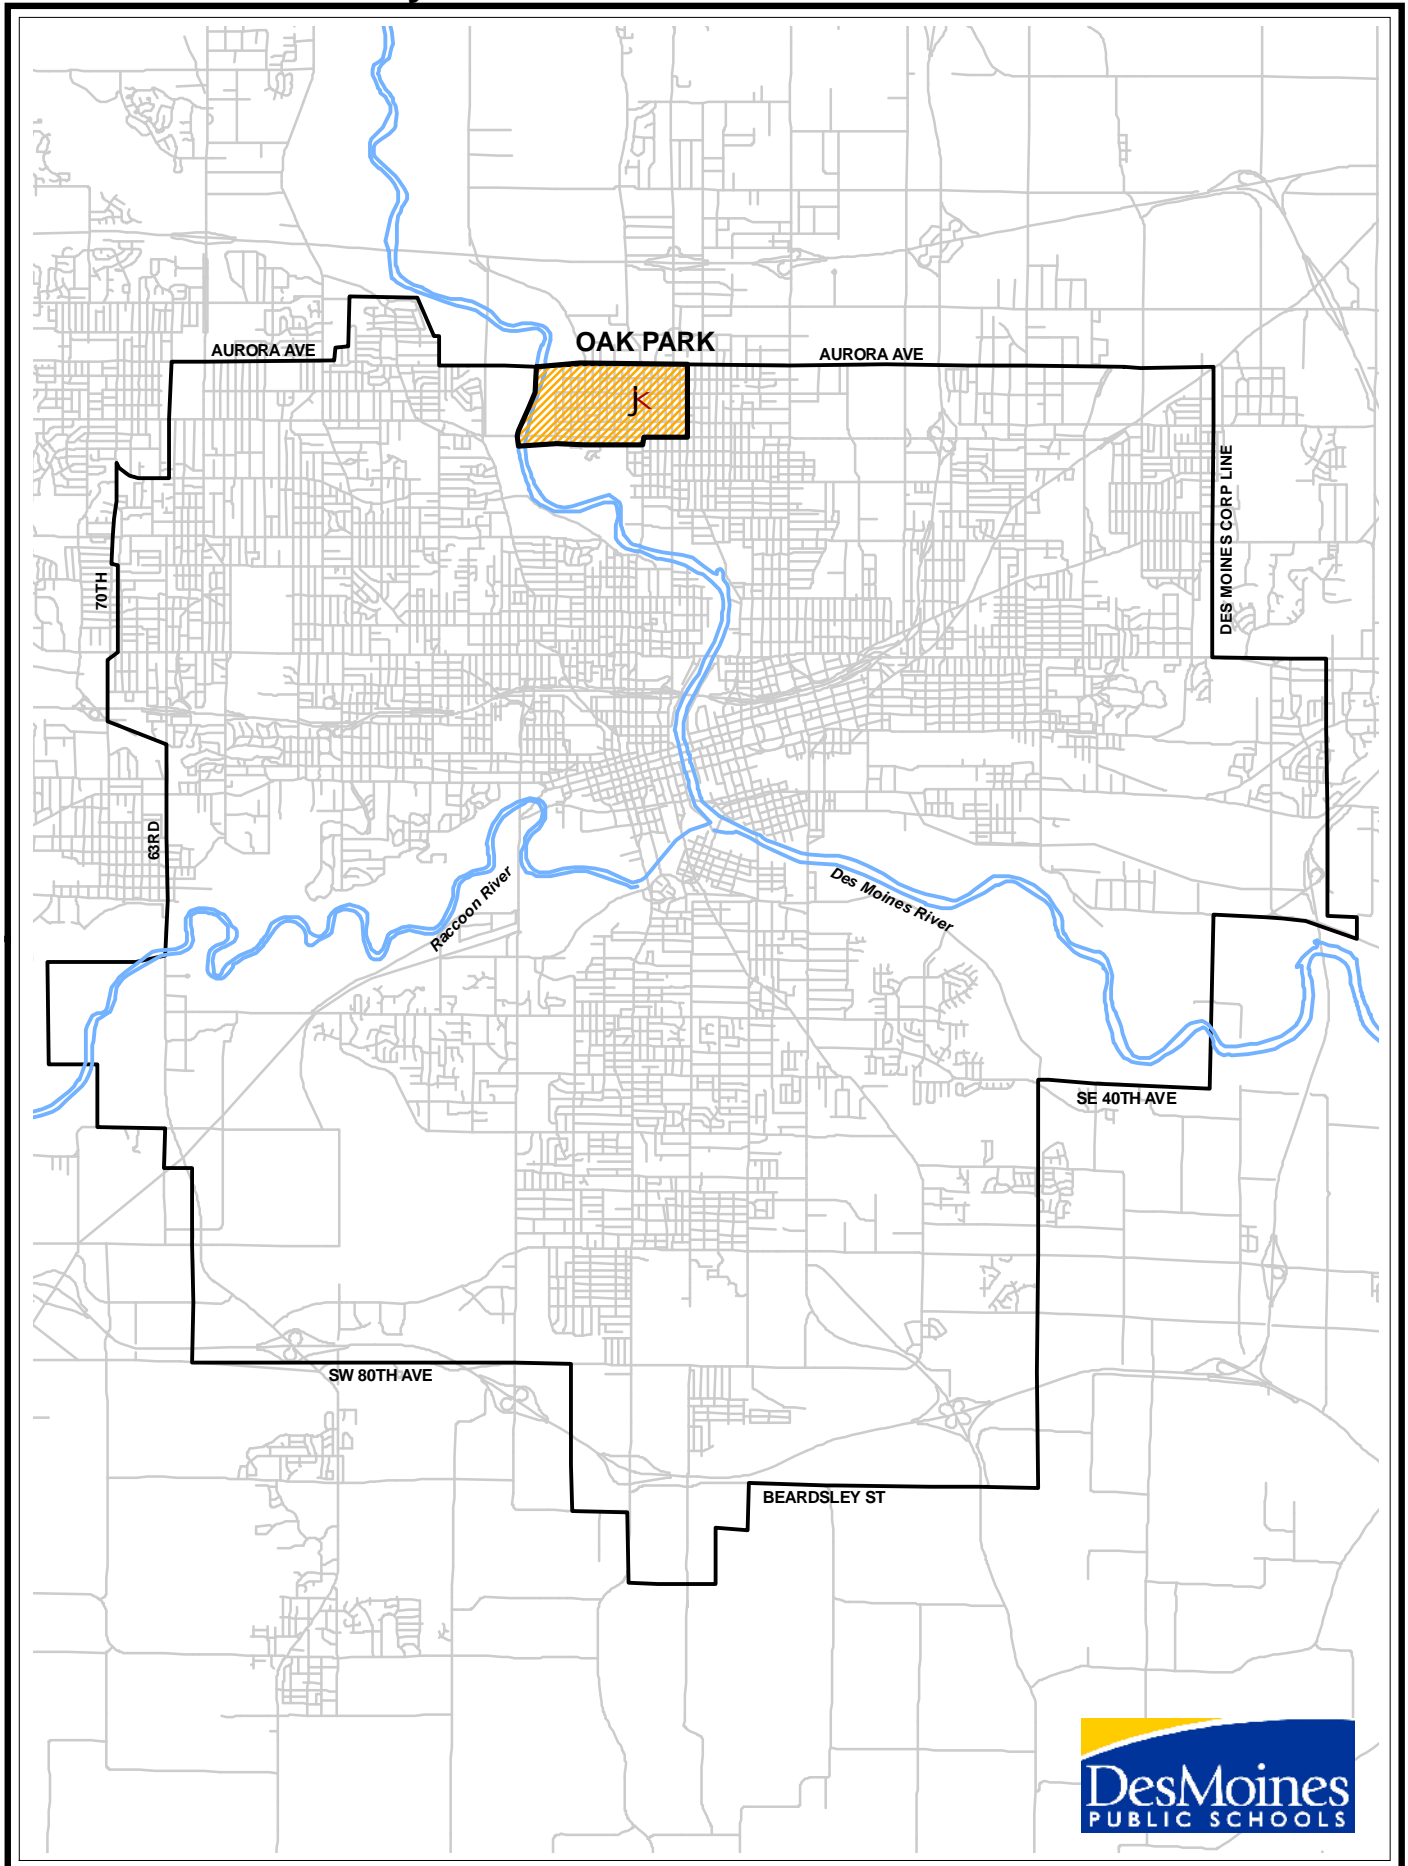 OAK PARK
AURORA AVE
AURORA AVE
Jk
DES MOINES CORP LINE
70TH
63RD
Raccoon River
Des Moines River
SE 40TH AVE
SW 80TH AVE
BEARDSLEY ST
DesMoines
PUBLIC SCHOOLS